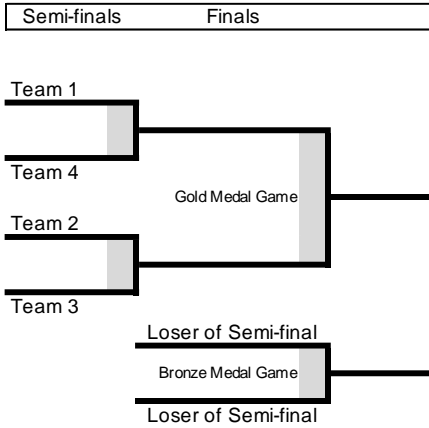 Semi-finals Finals
Team 1
Team 4
Gold Medal Game
Team 2
Team 3
Loser of Semi-final
Bronze Medal Game
Loser of Semi-final